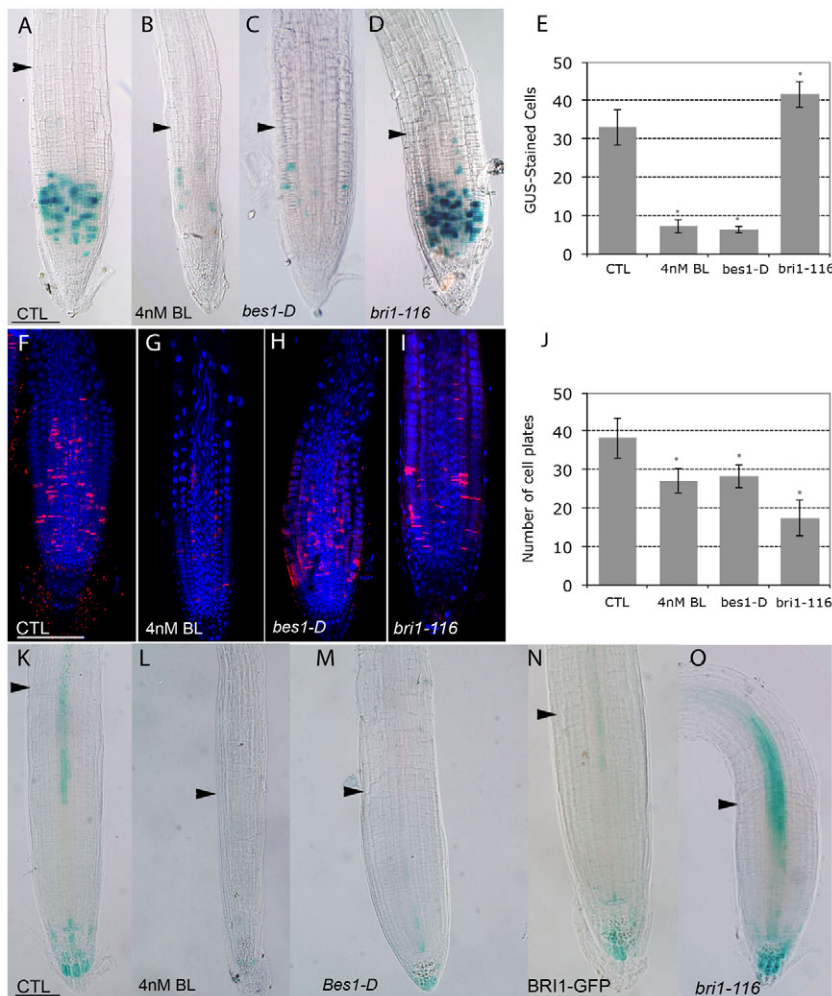 A
B
C
D
CTL
4nM BL
bes1-D
bri1-116
E
GUS-Stained Cells
50
40
30
20
10
0
*
*
*
CTL
4nM BL
bes1-D
bri1-116
F
G
H
I
CTL
4nM BL
bes1-D
bri1-116
J
Number of cell plates
50
40
30
20
10
0
*
*
*
CTL
4nM BL
bes1-D
bri1-116
K
L
M
N
O
CTL
4nM BL
Bes1-D
BRI1-GFP
bri1-116